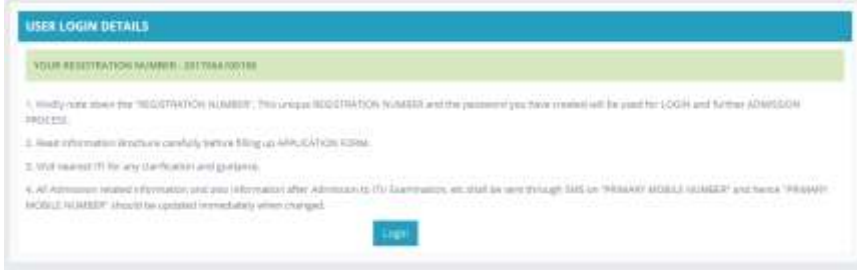 USER LOGIN DETAILS
YOUR REGISTRATION NUMBER -
1. Kindly note down the "REGISTRATION NUMBER". This unique REGISTRATION NUMBER and the password you have created will be used for LOGIN and further ADMISSION
PROCESS.
2. Read Information Brochure carefully before filling up APPLICATION FORM.
3. Visit nearest ITI for any clarification and guidance.
4. All Admission related information and also information after Admission to ITI/ Examination, etc shall be sent through SMS on "PRIMARY MOBILE NUMBER" and hence "PRIMARY
MOBILE NUMBER" should be updated immediately when changed.
Login